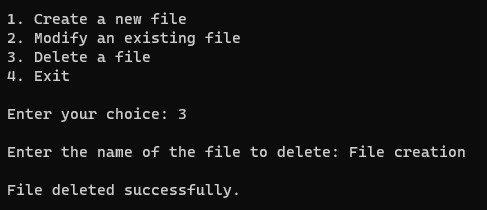 1. Create a new file
2. Modify an existing file
3. Delete a file
4. Exit
Enter your choice: 3
Enter the name of the file to delete: File creation
File deleted successfully.